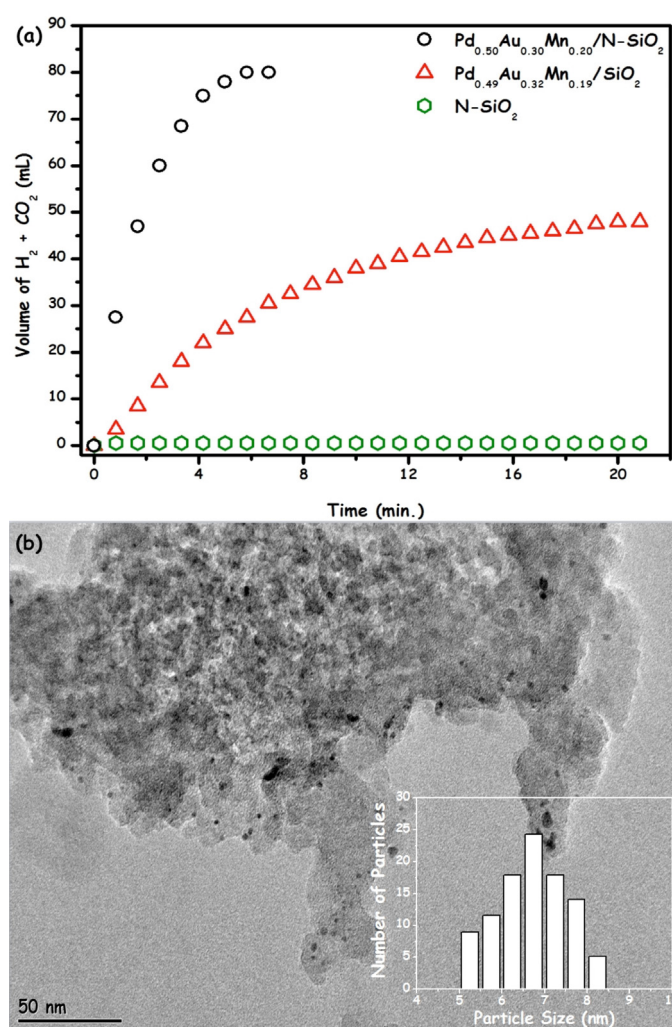 (a)
90
80
70
60
50
40
30
20
10
0
Volume of H₂ + CO₂ (mL)
Pd₀.₅₀Au₀.₃₀Mn₀.₂₀/N-SiO₂
Pd₀.₄₉Au₀.₃₂Mn₀.₁₉/SiO₂
N-SiO₂
0 4 8 12 16 20
Time (min.)
(b)
30
25
20
15
10
5
0
Number of Particles
4 5 6 7 8 9
Particle Size (nm)
50 nm